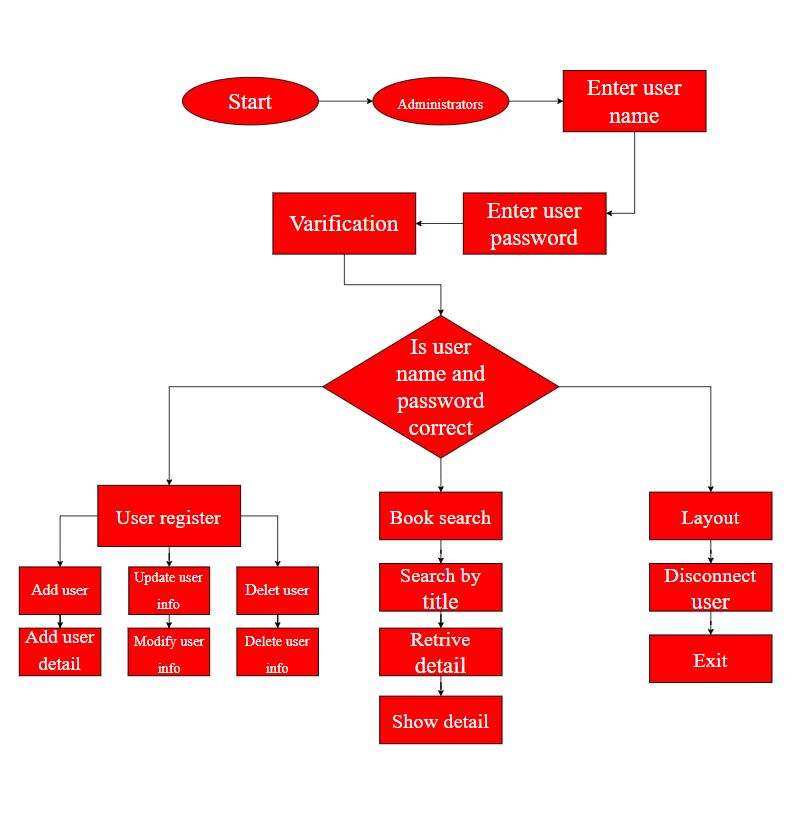 Start
Administrators
Enter user
name
Varification
Enter user
password
Is user
name and
password
correct
User register
Book search
Layout
Add user
Update user
info
Delet user
Search by
title
Disconnect
user
Add user
detail
Modify user
info
Delete user
info
Retrive
detail
Exit
Show detail